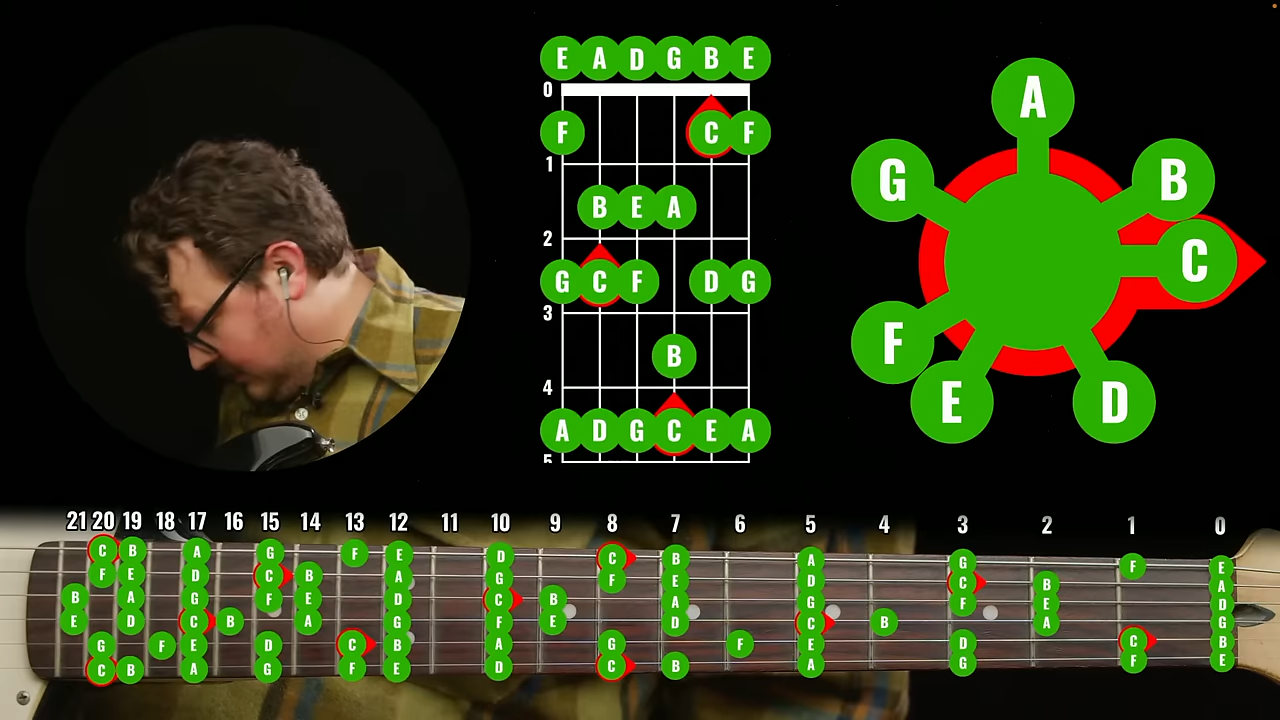 E A D G B E
0
F C F
1
B E A
2
G C F D G
3
B
4
A D G C E A
5
A
G B
C
F
E D
21 20 19 18 17 16 15 14 13 12 11 10 9 8 7 6 5 4 3 2 1 0
C B A G F E D C B A G F E
F E D C B A G F E D C B A
B A G F E D C B A G F E D
E D C B A G F E D C B A G
G F E D C B A G F E D C B
C B A G F E D C B A G F E